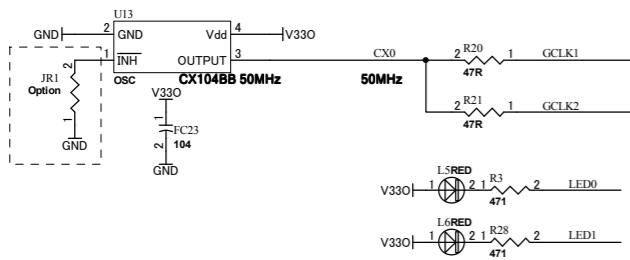 U13
GND 2 GND Vdd 4 V33O
1 INH OUTPUT 3 CX0 2 R20 1 GCLK1
OSC CX104BB 50MHz 50MHz 47R
2 JR1 Option 1 GND
V33O
1 FC23
104
2
GND
2 R21 1 GCLK2
47R
L5RED
V33O 1 2 1 R3 2 LED0
471
L6RED
V33O 1 2 1 R28 2 LED1
471